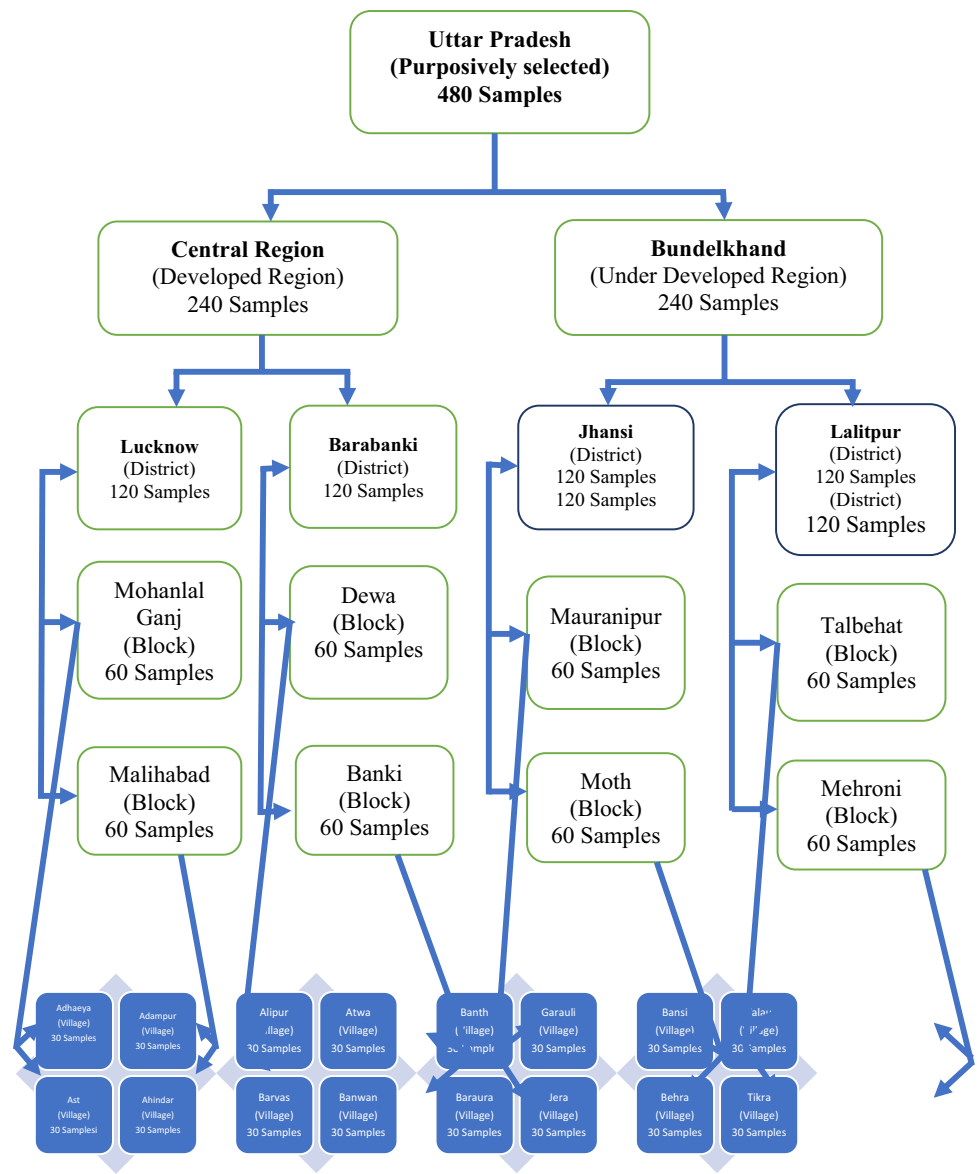 Uttar Pradesh
(Purposively selected)
480 Samples
Central Region
(Developed Region)
240 Samples
Bundelkhand
(Under Developed Region)
240 Samples
Lucknow
(District)
120 Samples
Barabanki
(District)
120 Samples
Jhansi
(District)
120 Samples
120 Samples
Lalitpur
(District)
120 Samples
(District)
120 Samples
Mohanlal
Ganj
(Block)
60 Samples
Dewa
(Block)
60 Samples
Mauranipur
(Block)
60 Samples
Talbehat
(Block)
60 Samples
Malihabad
(Block)
60 Samples
Banki
(Block)
60 Samples
Moth
(Block)
60 Samples
Mehroni
(Block)
60 Samples
Adhaeya
(Village)
30 Samples
Adampur
(Village)
30 Samples
Alipur
(Village)
30 Samples
Atwa
(Village)
30 Samples
Banth
(Village)
30 Samples
Garauli
(Village)
30 Samples
Bansi
(Village)
30 Samples
(Village)
30 Samples
Ast
(Village)
30 Samplesi
Ahindar
(Village)
30 Samples
Barvas
(Village)
30 Samples
Banwan
(Village)
30 Samples
Baraura
(Village)
30 Samples
Jera
(Village)
30 Samples
Behra
(Village)
30 Samples
Tikra
(Village)
30 Samples